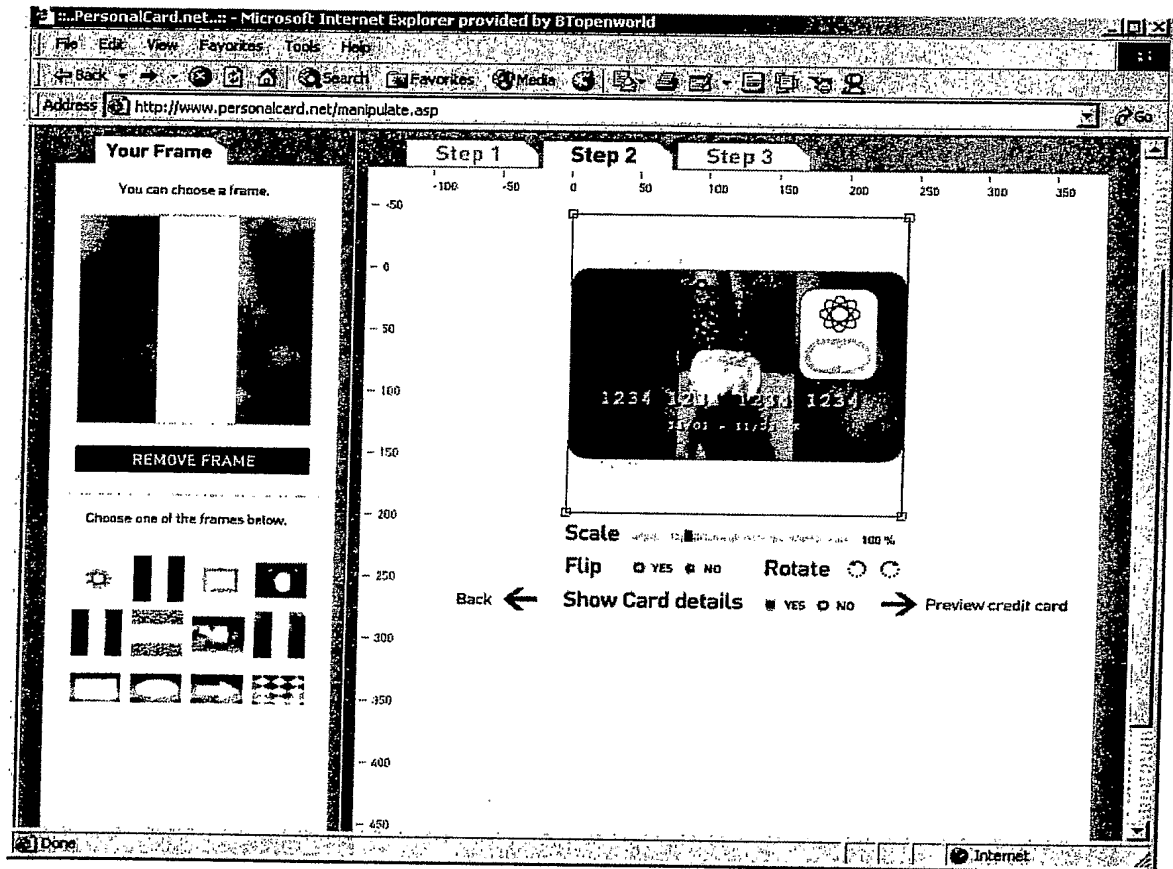 ::..PersonalCard.net..:: - Microsoft Internet Explorer provided by BTopenworld
File Edit View Favorites Tools Help
Back Search Favorites Media
Address http://www.personalcard.net/manipulate.asp Go
Your Frame
Step 1 Step 2 Step 3
You can choose a frame.
-100 -50 0 50 100 150 200 250 300 350
-50
0
50
100
150
200
250
300
350
400
450
1234 1234 1234 1234
REMOVE FRAME
Choose one of the frames below.
Scale 100 %
Flip YES NO Rotate
Back Show Card details YES NO Preview credit card
Done Internet